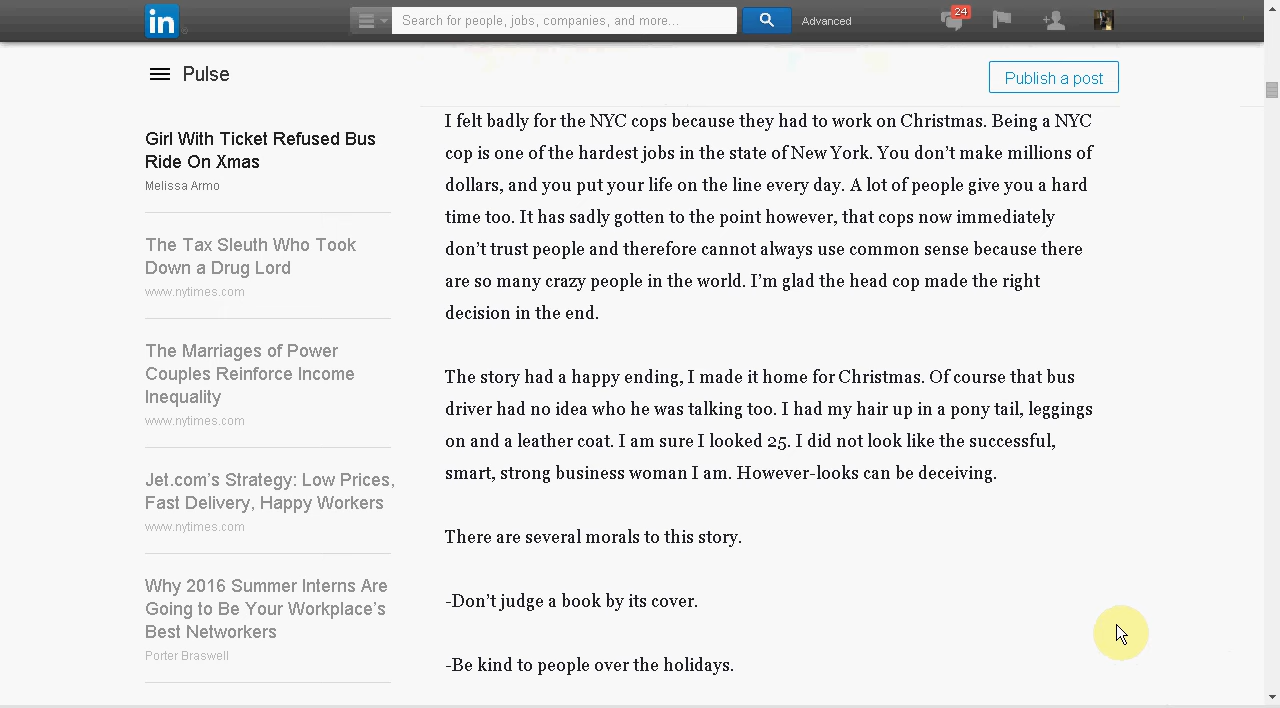 in
Search for people, jobs, companies, and more...
Advanced
24
Pulse
Publish a post
Girl With Ticket Refused Bus
Ride On Xmas
Melissa Armo
The Tax Sleuth Who Took
Down a Drug Lord
www.nytimes.com
The Marriages of Power
Couples Reinforce Income
Inequality
www.nytimes.com
Jet.com's Strategy: Low Prices,
Fast Delivery, Happy Workers
www.nytimes.com
Why 2016 Summer Interns Are
Going to Be Your Workplace's
Best Networkers
Porter Braswell
I felt badly for the NYC cops because they had to work on Christmas. Being a NYC
cop is one of the hardest jobs in the state of New York. You don't make millions of
dollars, and you put your life on the line every day. A lot of people give you a hard
time too. It has sadly gotten to the point however, that cops now immediately
don't trust people and therefore cannot always use common sense because there
are so many crazy people in the world. I'm glad the head cop made the right
decision in the end.
The story had a happy ending, I made it home for Christmas. Of course that bus
driver had no idea who he was talking too. I had my hair up in a pony tail, leggings
on and a leather coat. I am sure I looked 25. I did not look like the successful,
smart, strong business woman I am. However-looks can be deceiving.
There are several morals to this story.
-Don't judge a book by its cover.
-Be kind to people over the holidays.